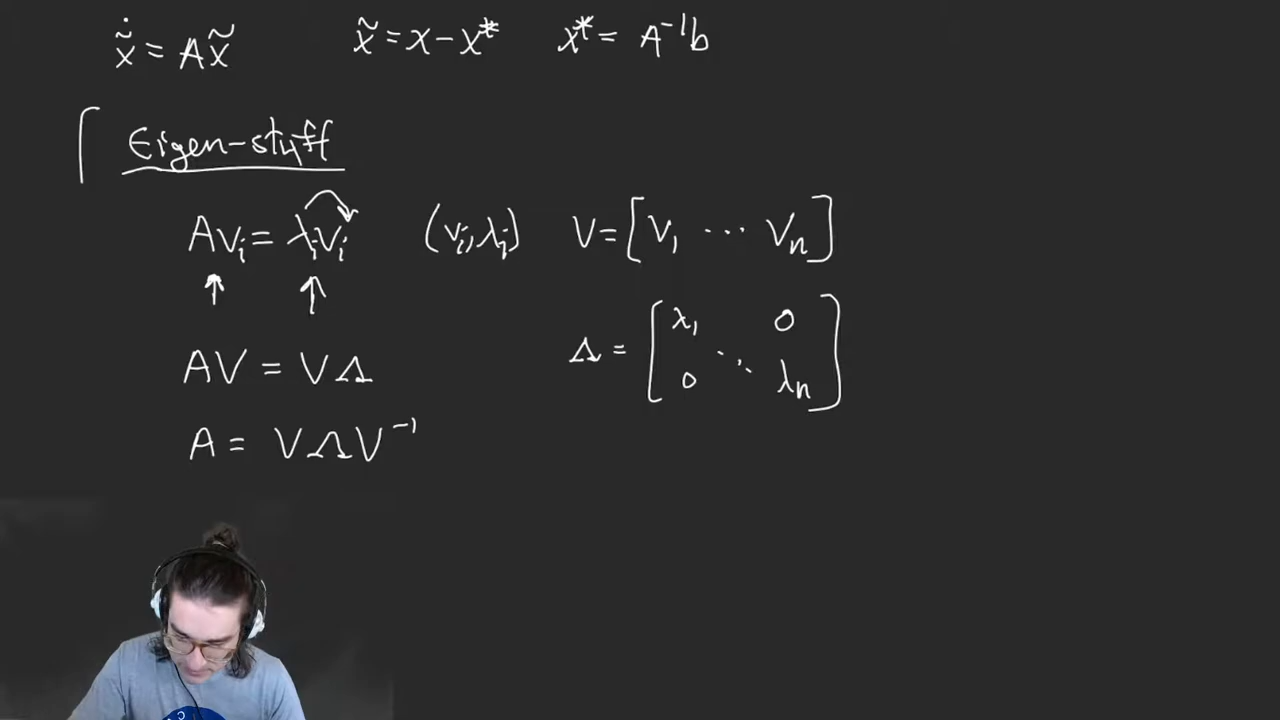 ẋ̃ = Ax̃ x̃ = x - x* x* = A⁻¹b
Eigen-stuff
Avᵢ = λᵢvᵢ (vᵢ, λᵢ) V = [v₁ ⋯ vₙ]
Λ = [λ₁ 0
0 ⋱ λₙ]
AV = VΛ
A = VΛV⁻¹